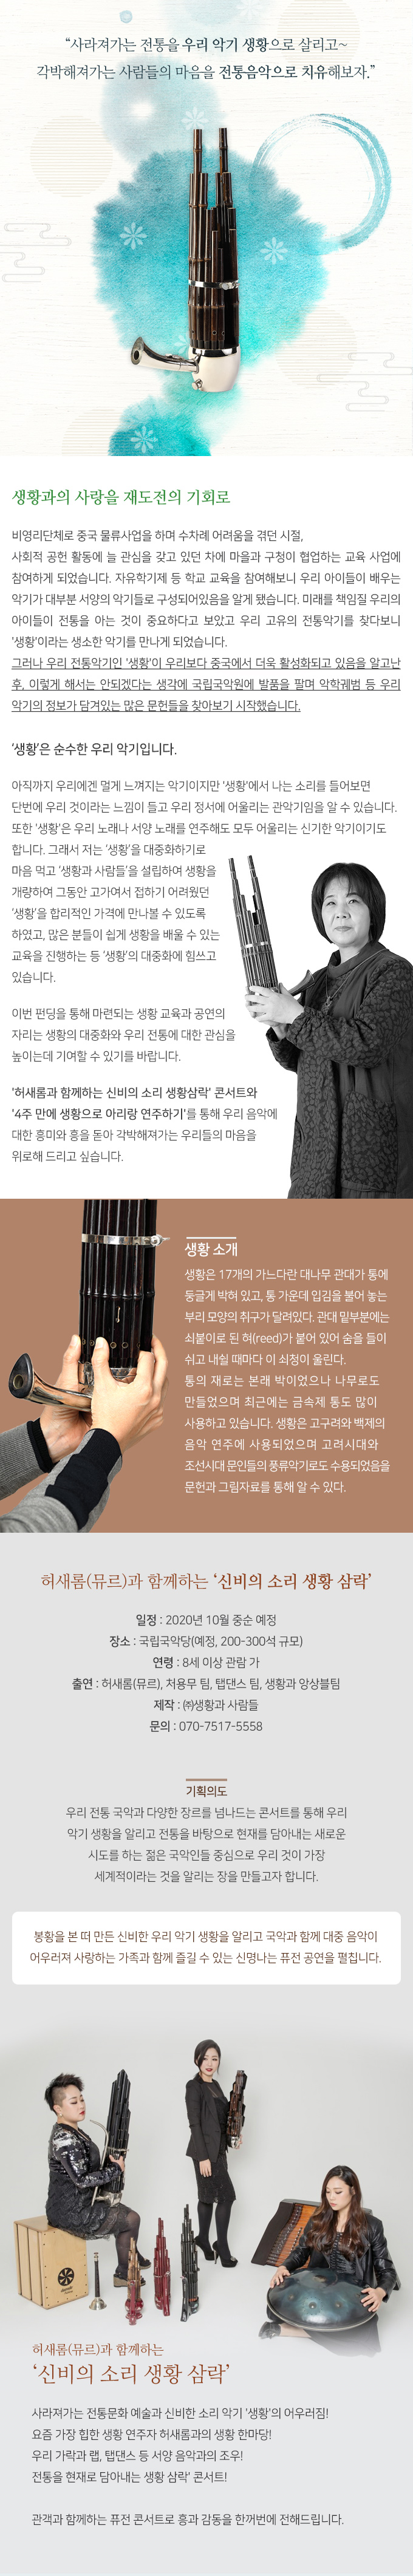 “사라져가는 전통을 우리 악기 생황으로 살리고~
각박해져가는 사람들의 마음을 전통음악으로 치유해보자.”
생황과의 사랑을 재도전의 기회로
비영리단체로 중국 물류사업을 하며 수차례 어려움을 겪던 시절,
사회적 공헌 활동에 늘 관심을 갖고 있던 차에 마을과 구청이 협업하는 교육 사업에
참여하게 되었습니다. 자유학기제 등 학교 교육을 참여해보니 우리 아이들이 배우는
악기가 대부분 서양의 악기들로 구성되어있음을 알게 됐습니다. 미래를 책임질 우리의
아이들이 전통을 아는 것이 중요하다고 보았고 우리 고유의 전통악기를 찾다보니
'생황'이라는 생소한 악기를 만나게 되었습니다.
그러나 우리 전통악기인 '생황'이 우리보다 중국에서 더욱 활성화되고 있음을 알고난
후, 이렇게 해서는 안되겠다는 생각에 국립국악원에 발품을 팔며 악학궤범 등 우리
악기의 정보가 담겨있는 많은 문헌들을 찾아보기 시작했습니다.
‘생황’은 순수한 우리 악기입니다.
아직까지 우리에겐 멀게 느껴지는 악기이지만 '생황'에서 나는 소리를 들어보면
단번에 우리 것이라는 느낌이 들고 우리 정서에 어울리는 관악기임을 알 수 있습니다.
또한 '생황'은 우리 노래나 서양 노래를 연주해도 모두 어울리는 신기한 악기이기도
합니다. 그래서 저는 ‘생황’을 대중화하기로
마음 먹고 ‘생황과 사람들’을 설립하여 생황을
개량하여 그동안 고가여서 접하기 어려웠던
‘생황’을 합리적인 가격에 만나볼 수 있도록
하였고, 많은 분들이 쉽게 생황을 배울 수 있는
교육을 진행하는 등 ‘생황’의 대중화에 힘쓰고
있습니다.
이번 펀딩을 통해 마련되는 생황 교육과 공연의
자리는 생황의 대중화와 우리 전통에 대한 관심을
높이는데 기여할 수 있기를 바랍니다.
'허새롬과 함께하는 신비의 소리 생황삼락' 콘서트와
'4주 만에 생황으로 아리랑 연주하기'를 통해 우리 음악에
대한 흥미와 흥을 돋아 각박해져가는 우리들의 마음을
위로해 드리고 싶습니다.
생황 소개
생황은 17개의 가느다란 대나무 관대가 통에
둥글게 박혀 있고, 통 가운데 입김을 불어 놓는
부리 모양의 취구가 달려있다. 관대 밑부분에는
쇠붙이로 된 혀(reed)가 붙어 있어 숨을 들이
쉬고 내쉴 때마다 이 쇠청이 울린다.
통의 재료는 본래 박이었으나 나무로도
만들었으며 최근에는 금속제 통도 많이
사용하고 있습니다. 생황은 고구려와 백제의
음악 연주에 사용되었으며 고려시대와
조선시대 문인들의 풍류악기로도 수용되었음을
문헌과 그림자료를 통해 알 수 있다.
허새롬(뮤르)과 함께하는 ‘신비의 소리 생황 삼락’
일정 : 2020년 10월 중순 예정
장소 : 국립국악당(예정, 200-300석 규모)
연령 : 8세 이상 관람 가
출연 : 허새롬(뮤르), 처용무 팀, 탭댄스 팀, 생황과 앙상블팀
제작 : ㈜생황과 사람들
문의 : 070-7517-5558
기획의도
우리 전통 국악과 다양한 장르를 넘나드는 콘서트를 통해 우리
악기 생황을 알리고 전통을 바탕으로 현재를 담아내는 새로운
시도를 하는 젊은 국악인들 중심으로 우리 것이 가장
세계적이라는 것을 알리는 장을 만들고자 합니다.
봉황을 본 떠 만든 신비한 우리 악기 생황을 알리고 국악과 함께 대중 음악이
어우러져 사랑하는 가족과 함께 즐길 수 있는 신명나는 퓨전 공연을 펼칩니다.
허새롬(뮤르)과 함께하는
‘신비의 소리 생황 삼락’
사라져가는 전통문화 예술과 신비한 소리 악기 '생황'의 어우러짐!
요즘 가장 힙한 생황 연주자 허새롬과의 생황 한마당!
우리 가락과 랩, 탭댄스 등 서양 음악과의 조우!
전통을 현재로 담아내는 생황 삼락' 콘서트!
관객과 함께하는 퓨전 콘서트로 흥과 감동을 한꺼번에 전해드립니다.